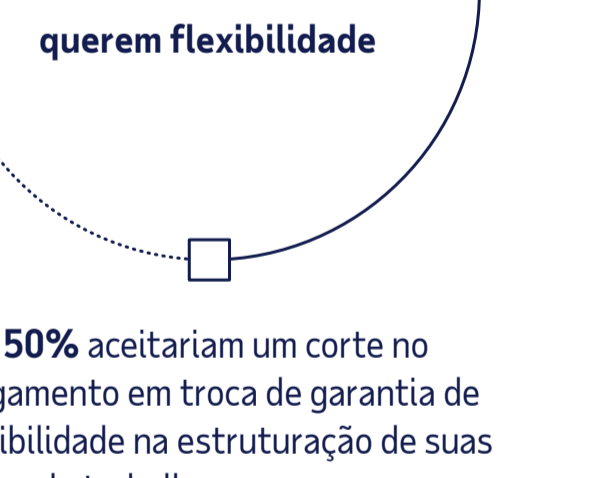 querem flexibilidade
50% aceitariam um corte no
gamento em troca de garantia de
ibilidade na estruturação de suas